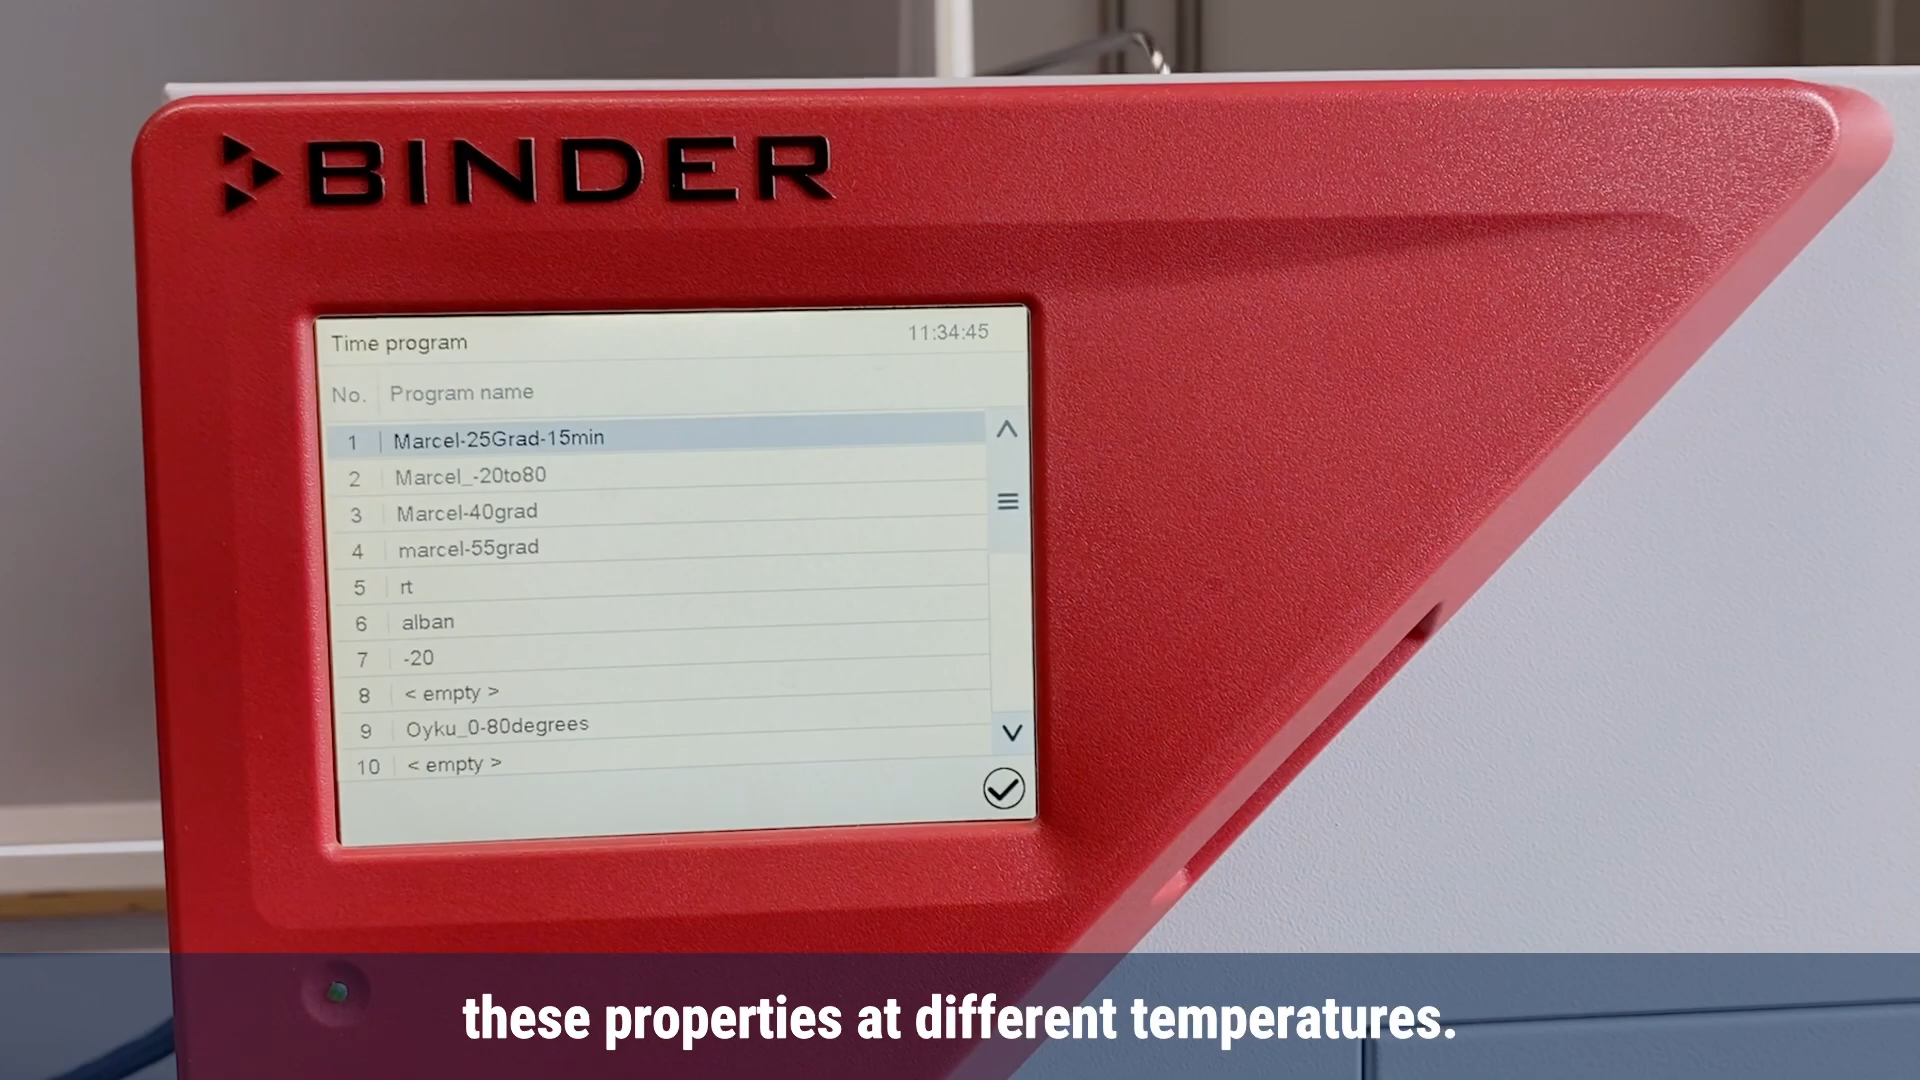 BINDER
Time program 11:34:45
No. Program name
1 Marcel-25Grad-15min
2 Marcel_-20to80
3 Marcel-40grad
4 marcel-55grad
5 rt
6 alban
7 -20
8 < empty >
9 Oyku_0-80degrees
10 < empty >
these properties at different temperatures.